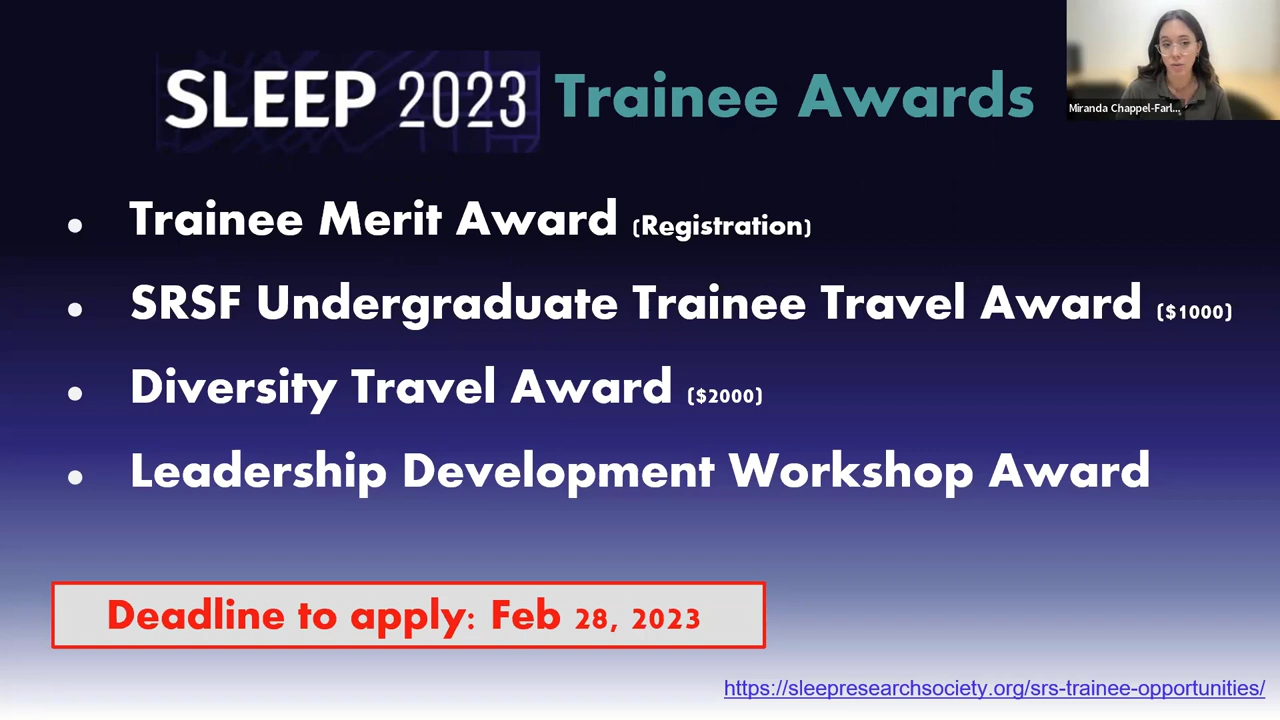 SLEEP 2023 Trainee Awards
Miranda Chappel-Farl...
• Trainee Merit Award (Registration)
• SRSF Undergraduate Trainee Travel Award ($1000)
• Diversity Travel Award ($2000)
• Leadership Development Workshop Award
Deadline to apply: Feb 28, 2023
https://sleepresearchsociety.org/srs-trainee-opportunities/